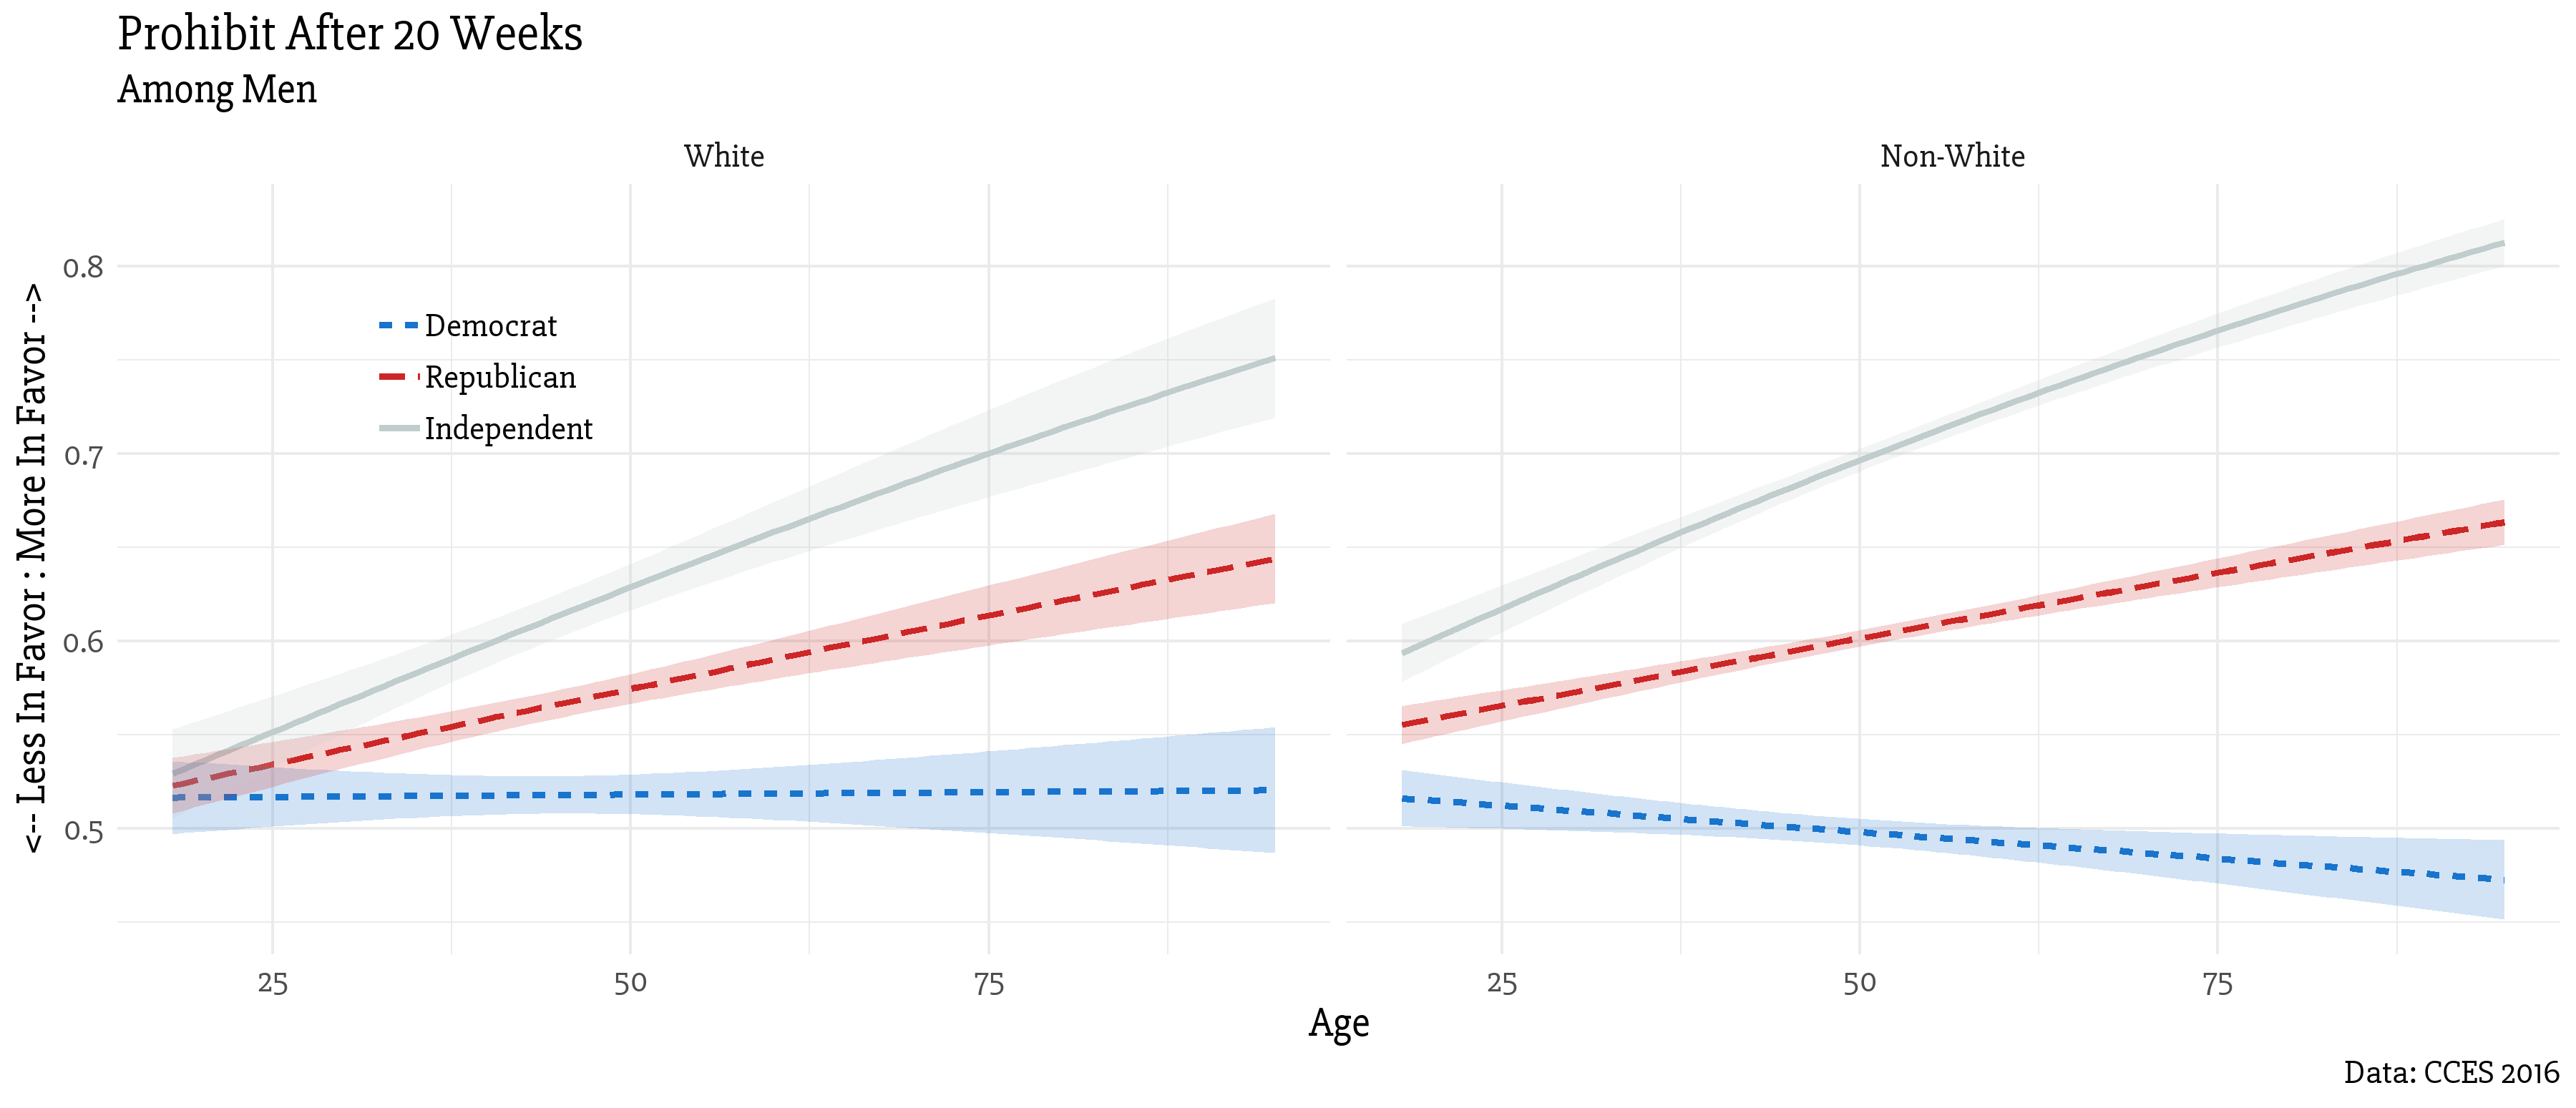 Prohibit After 20 Weeks
Among Men
White
Non-White
<-- Less In Favor : More In Favor -->
0.8
0.7
0.6
0.5
Democrat
Republican
Independent
25 50 75
25 50 75
Age
Data: CCES 2016